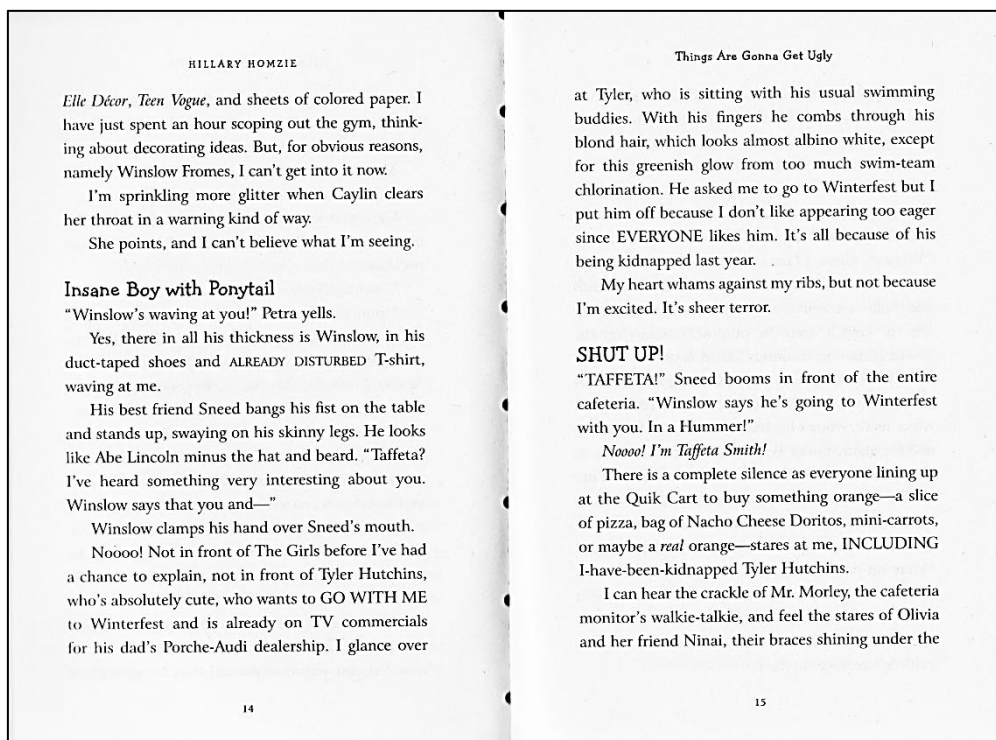 HILLARY HOMZIE
Elle Décor, Teen Vogue, and sheets of colored paper. I
have just spent an hour scoping out the gym, think-
ing about decorating ideas. But, for obvious reasons,
namely Winslow Fromes, I can't get into it now.
I'm sprinkling more glitter when Caylin clears
her throat in a warning kind of way.
She points, and I can't believe what I'm seeing.
Insane Boy with Ponytail
"Winslow's waving at you!" Petra yells.
Yes, there in all his thickness is Winslow, in his
duct-taped shoes and ALREADY DISTURBED T-shirt,
waving at me.
His best friend Sneed bangs his fist on the table
and stands up, swaying on his skinny legs. He looks
like Abe Lincoln minus the hat and beard. "Taffeta?
I've heard something very interesting about you.
Winslow says that you and—"
Winslow clamps his hand over Sneed's mouth.
Noooo! Not in front of The Girls before I've had
a chance to explain, not in front of Tyler Hutchins,
who's absolutely cute, who wants to GO WITH ME
to Winterfest and is already on TV commercials
for his dad's Porche-Audi dealership. I glance over
14
Things Are Gonna Get Ugly
at Tyler, who is sitting with his usual swimming
buddies. With his fingers he combs through his
blond hair, which looks almost albino white, except
for this greenish glow from too much swim-team
chlorination. He asked me to go to Winterfest but I
put him off because I don't like appearing too eager
since EVERYONE likes him. It's all because of his
being kidnapped last year.
My heart whams against my ribs, but not because
I'm excited. It's sheer terror.
SHUT UP!
"TAFFETA!" Sneed booms in front of the entire
cafeteria. "Winslow says he's going to Winterfest
with you. In a Hummer!"
Noooo! I'm Taffeta Smith!
There is a complete silence as everyone lining up
at the Quik Cart to buy something orange—a slice
of pizza, bag of Nacho Cheese Doritos, mini-carrots,
or maybe a real orange—stares at me, INCLUDING
I-have-been-kidnapped Tyler Hutchins.
I can hear the crackle of Mr. Morley, the cafeteria
monitor's walkie-talkie, and feel the stares of Olivia
and her friend Ninai, their braces shining under the
15